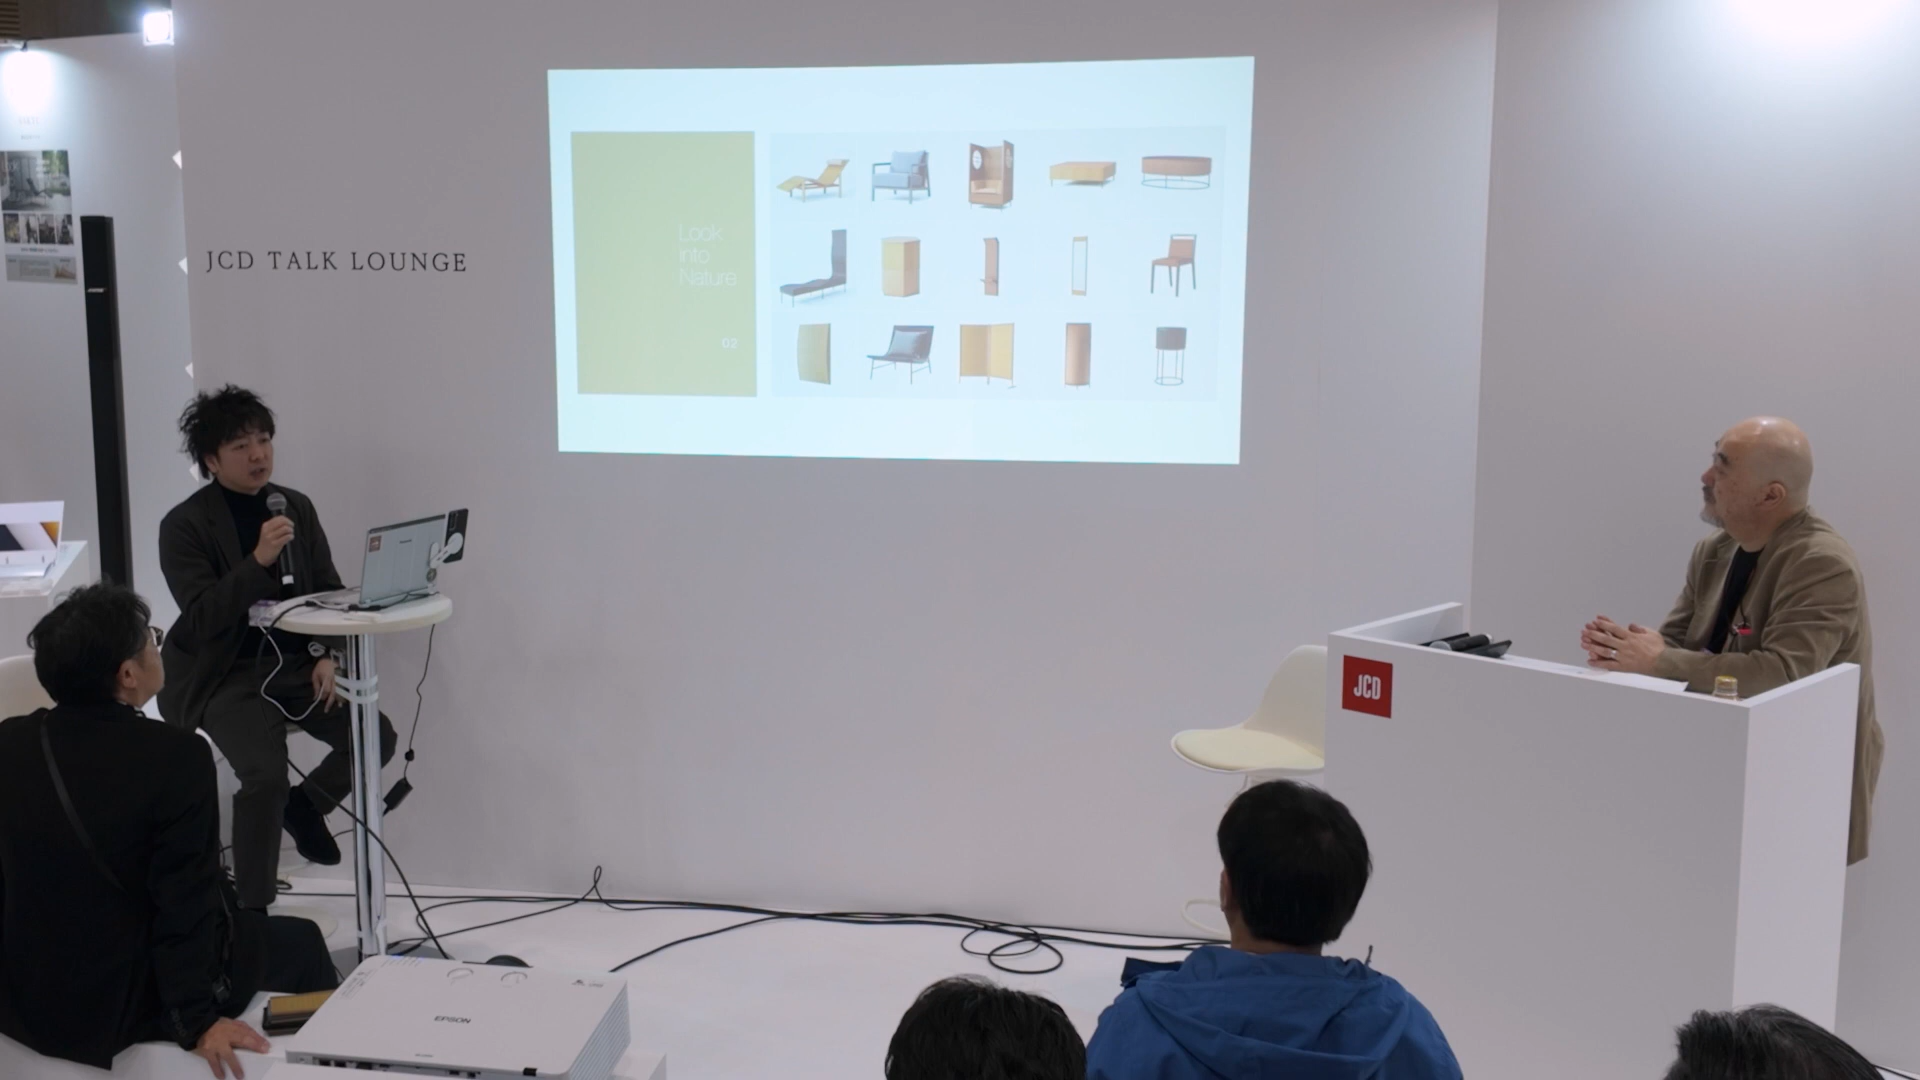 JCD TALK LOUNGE
Look
into
Nature
02
JCD
EPSON